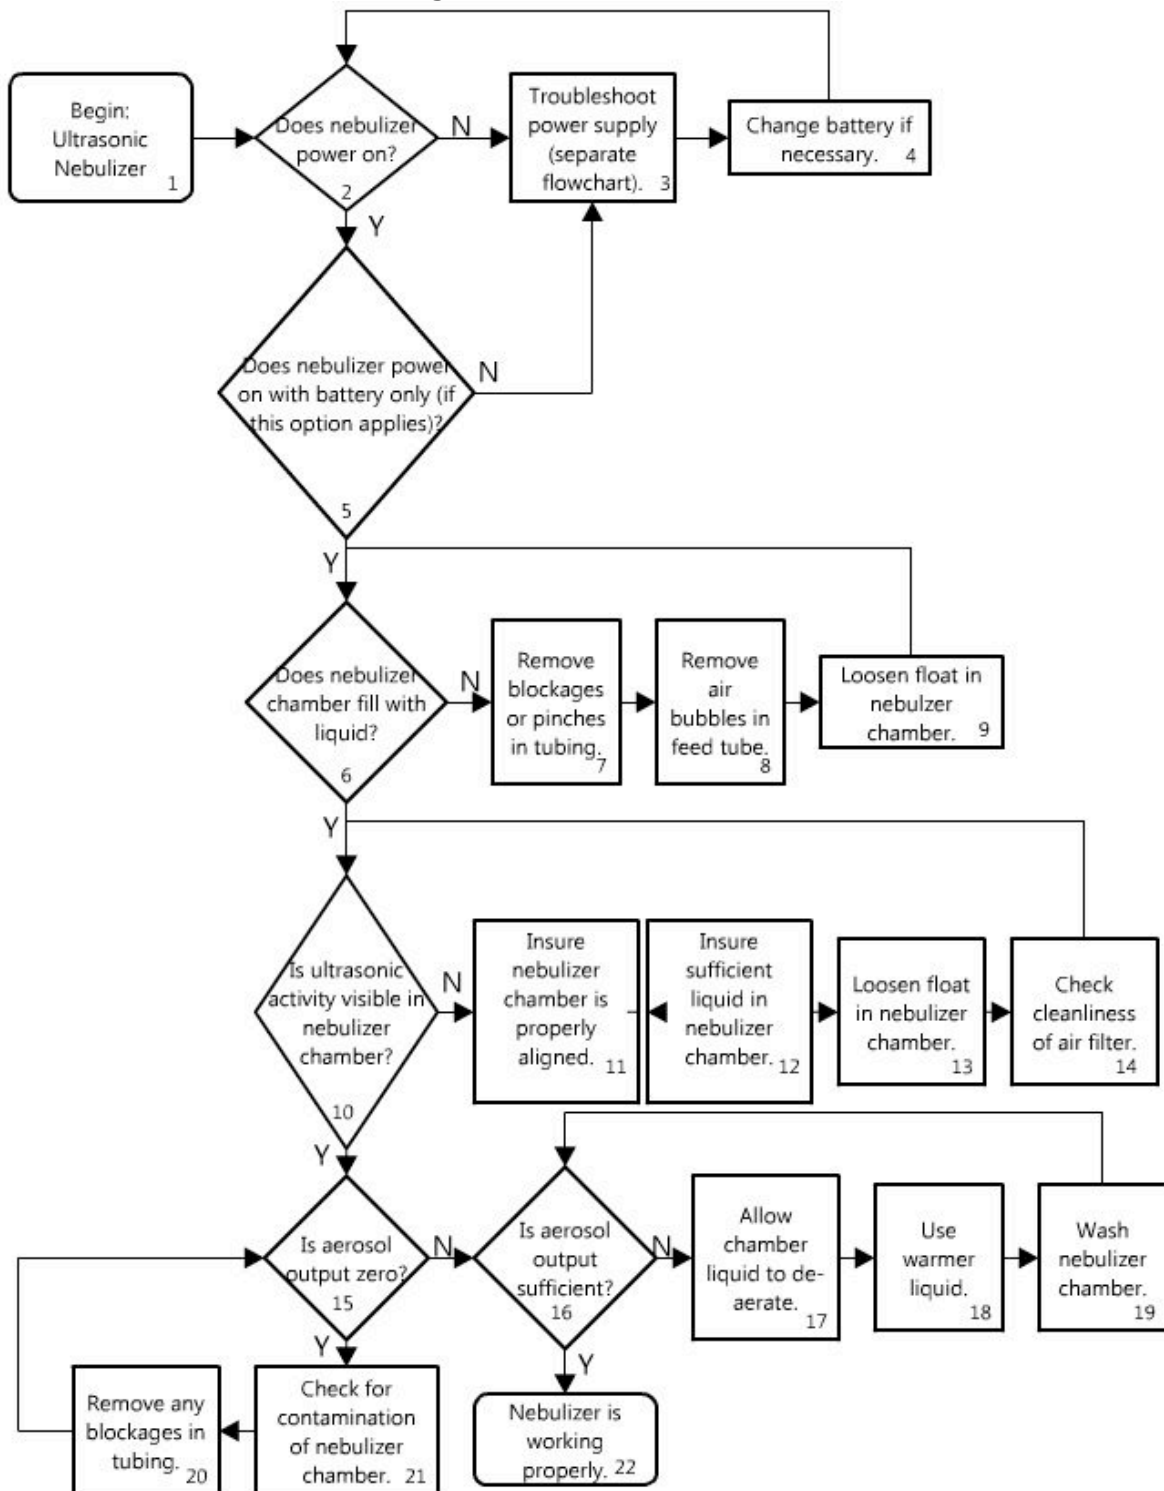 Begin:
Ultrasonic
Nebulizer
1
Does nebulizer
power on?
2
N
Troubleshoot
power supply
(separate
flowchart).
3
Change battery if
necessary.
4
Y
Does nebulizer power
on with battery only (if
this option applies)?
5
N
Y
Does nebulizer
chamber fill with
liquid?
6
N
Remove
blockages
or pinches
in tubing.
7
Remove
air
bubbles in
feed tube.
8
Loosen float in
nebulzer
chamber.
9
Y
Is ultrasonic
activity visible in
nebulizer
chamber?
10
N
Insure
nebulizer
chamber is
properly
aligned.
11
Insure
sufficient
liquid in
nebulizer
chamber.
12
Loosen float
in nebulizer
chamber.
13
Check
cleanliness
of air filter.
14
Y
Is aerosol
output zero?
15
N
Is aerosol
output
sufficient?
16
N
Allow
chamber
liquid to de-
aerate.
17
Use
warmer
liquid.
18
Wash
nebulizer
chamber.
19
Y
Remove any
blockages in
tubing.
20
Check for
contamination
of nebulizer
chamber.
21
Y
Nebulizer is
working
properly.
22